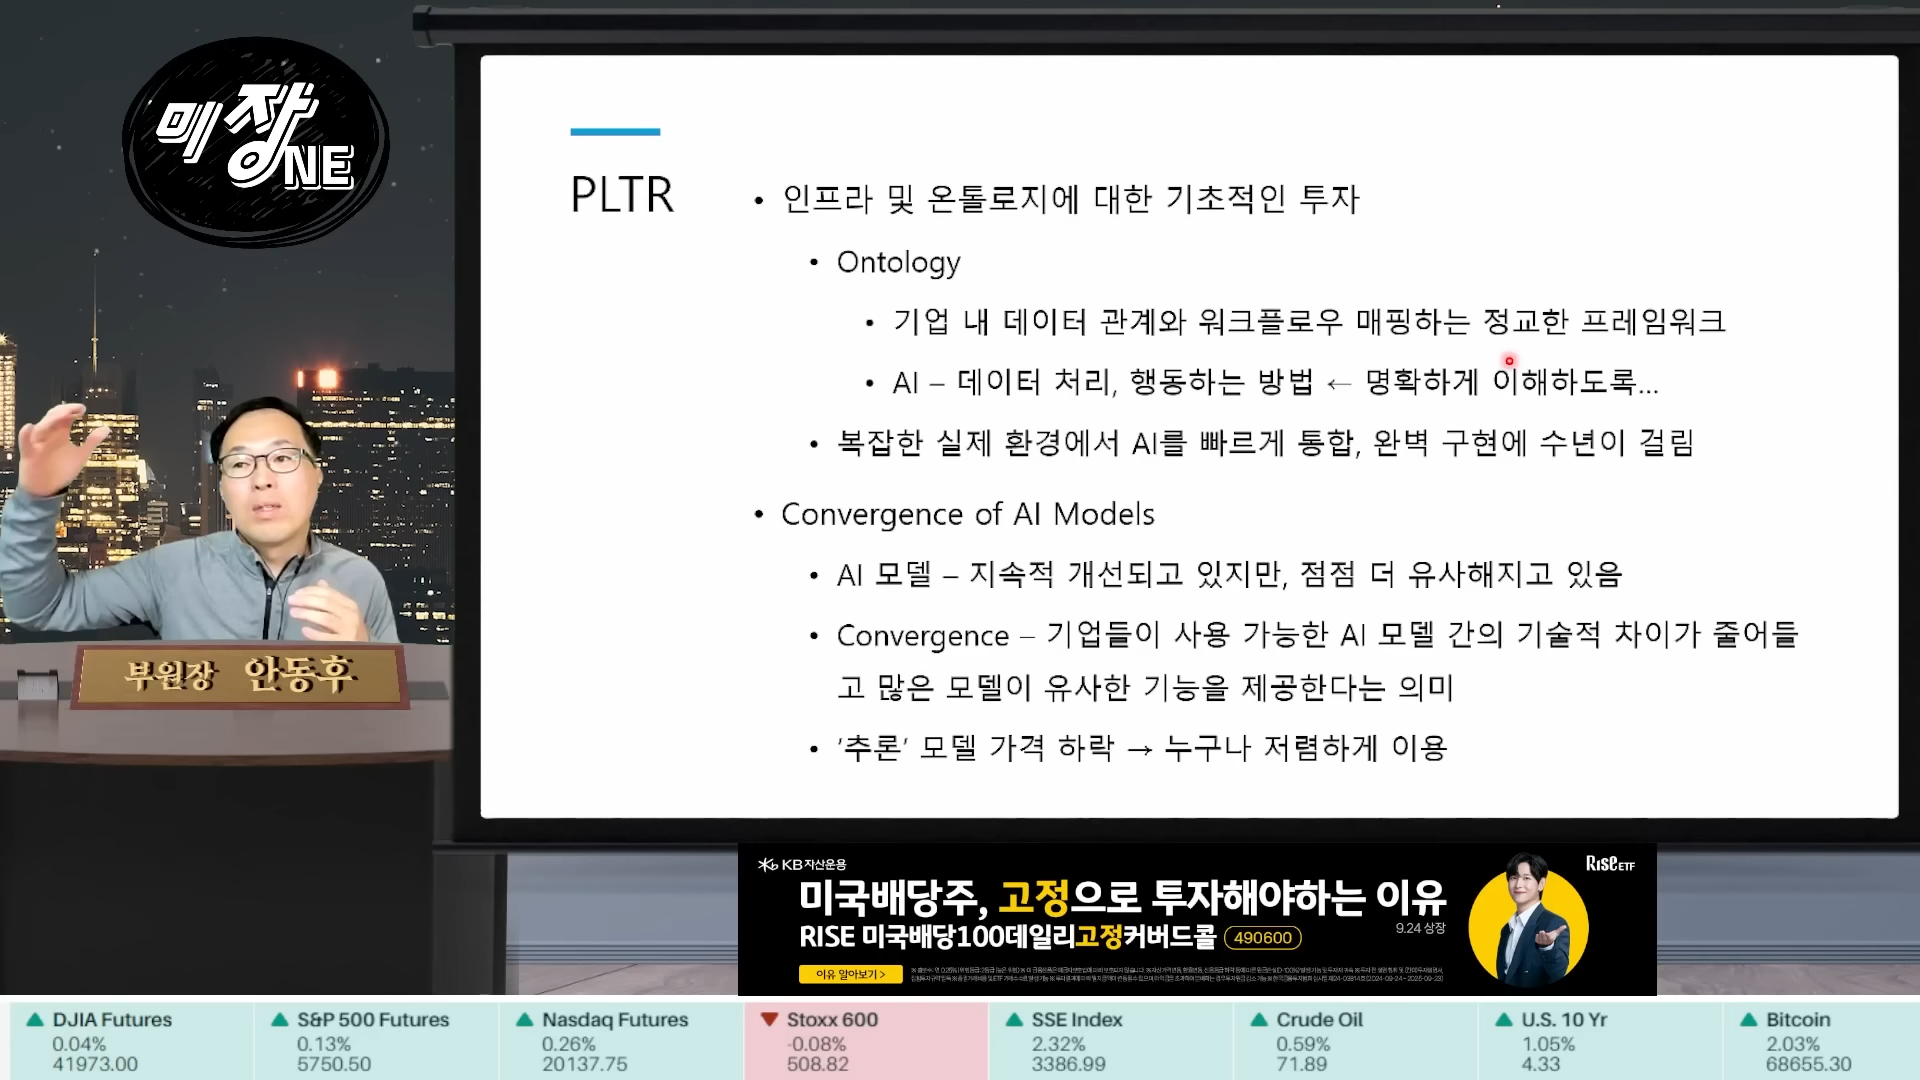 미장ONE
PLTR
• 인프라 및 온톨로지에 대한 기초적인 투자
• Ontology
• 기업 내 데이터 관계와 워크플로우 매핑하는 정교한 프레임워크
• AI – 데이터 처리, 행동하는 방법 ← 명확하게 이해하도록...
• 복잡한 실제 환경에서 AI를 빠르게 통합, 완벽 구현에 수년이 걸림
• Convergence of AI Models
• AI 모델 – 지속적 개선되고 있지만, 점점 더 유사해지고 있음
• Convergence – 기업들이 사용 가능한 AI 모델 간의 기술적 차이가 줄어들
고 많은 모델이 유사한 기능을 제공한다는 의미
• '추론' 모델 가격 하락 → 누구나 저렴하게 이용
부원장 안동후
KB자산운용
RISE ETF
미국배당주, 고정으로 투자해야하는 이유
RISE 미국배당100데일리고정커버드콜 490600
9.24 상장
이유 알아보기 >
DJIA Futures
0.04%
41973.00
S&P 500 Futures
0.13%
5750.50
Nasdaq Futures
0.26%
20137.75
Stoxx 600
-0.08%
508.82
SSE Index
2.32%
3386.99
Crude Oil
0.59%
71.89
U.S. 10 Yr
1.05%
4.33
Bitcoin
2.03%
68655.30